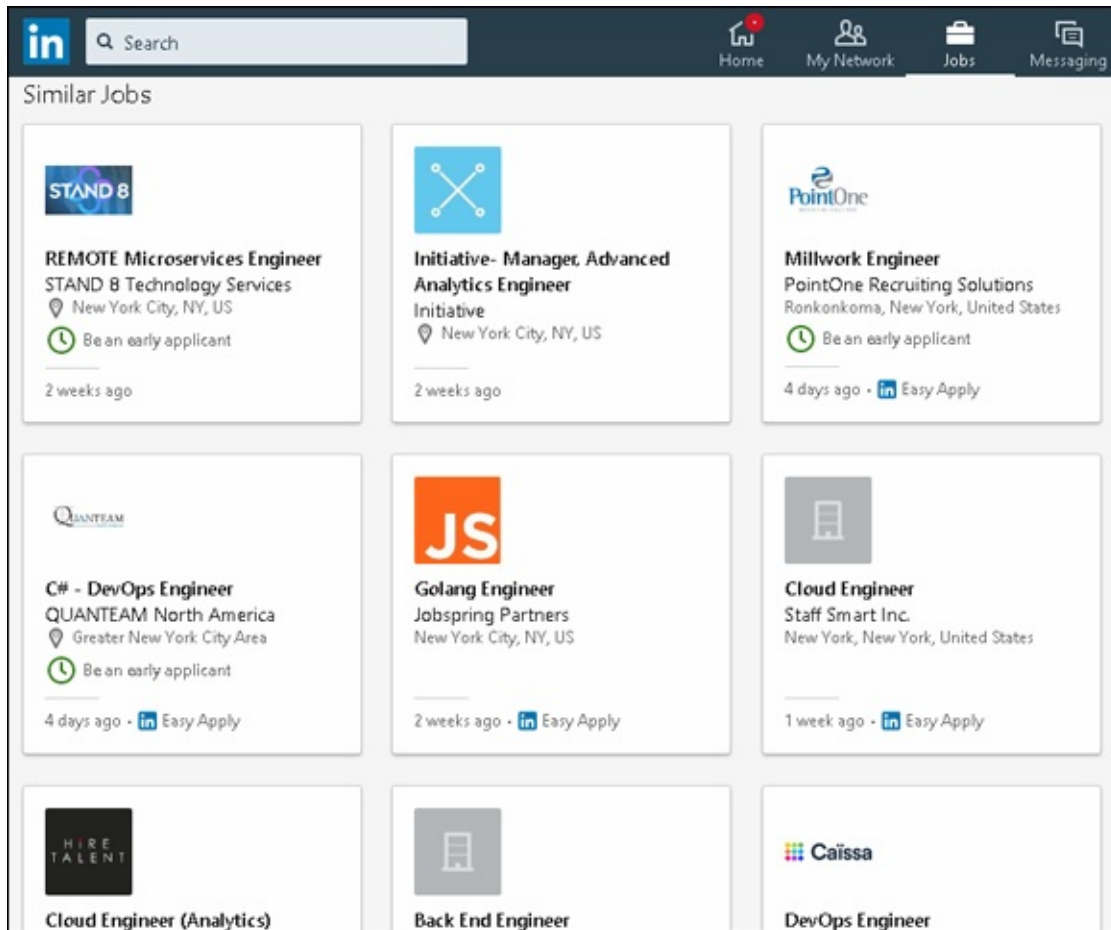 in Search Home My Network Jobs Messaging
Similar Jobs
STAND 8
REMOTE Microservices Engineer
STAND 8 Technology Services
New York City, NY, US
Be an early applicant
2 weeks ago
Initiative- Manager, Advanced
Analytics Engineer
Initiative
New York City, NY, US
2 weeks ago
PointOne
Millwork Engineer
PointOne Recruiting Solutions
Ronkonkoma, New York, United States
Be an early applicant
4 days ago · in Easy Apply
QUANTEAM
C# - DevOps Engineer
QUANTEAM North America
Greater New York City Area
Be an early applicant
4 days ago · in Easy Apply
JS
Golang Engineer
Jobspring Partners
New York City, NY, US
2 weeks ago · in Easy Apply
Cloud Engineer
Staff Smart Inc.
New York, New York, United States
1 week ago · in Easy Apply
HIRE
TALENT
Cloud Engineer (Analytics)
Back End Engineer
Caïssa
DevOps Engineer